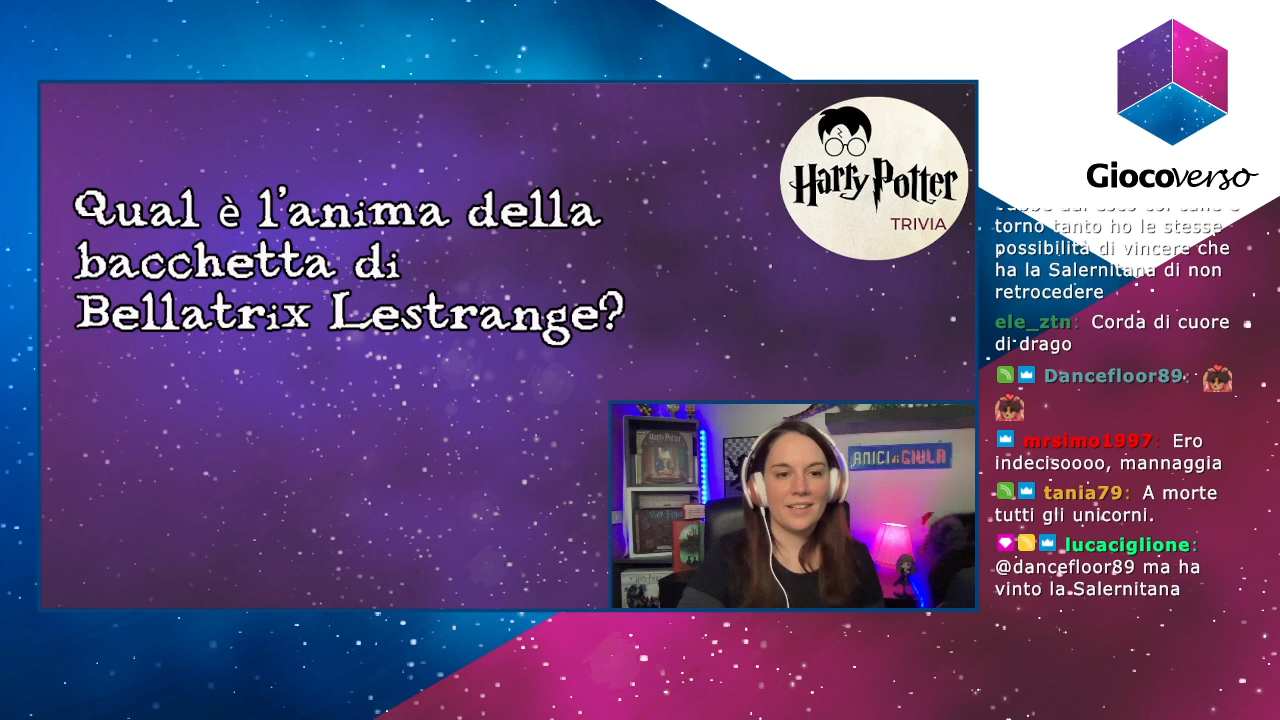 Qual è l'anima della
bacchetta di
Bellatrix Lestrange?
Harry Potter
TRIVIA
Giocoverso
torno tanto ho le stesse
possibilità di vincere che
ha la Salernitana di non
retrocedere
ele_ztn: Corda di cuore
di drago
Dancefloor89:
mrsimo1997: Ero
indecisoooo, mannaggia
tania79: A morte
tutti gli unicorni.
lucaciglione:
@dancefloor89 ma ha
vinto la Salernitana
AMICI di GIULA